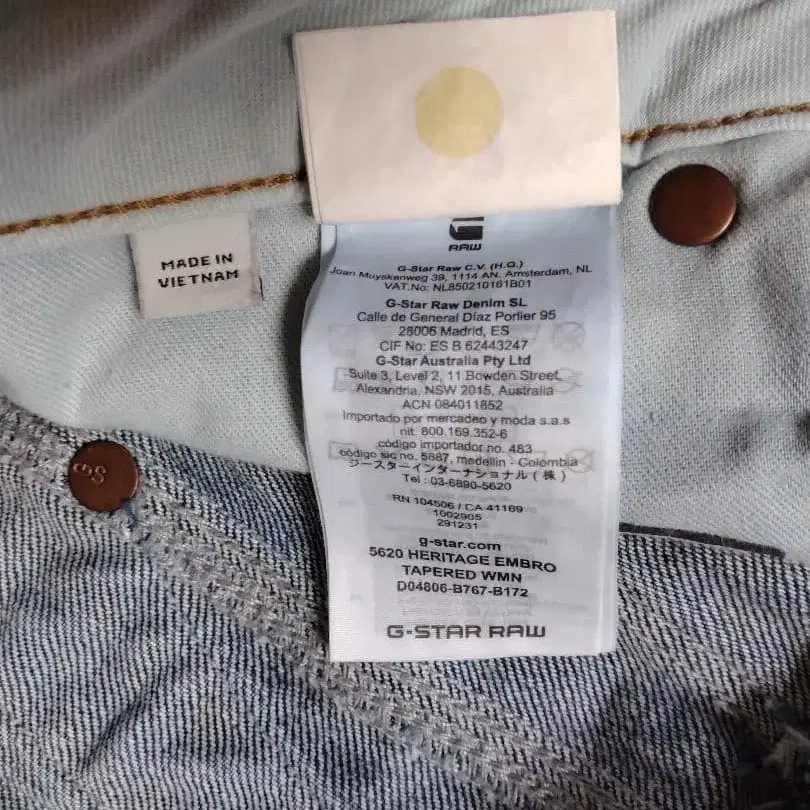 MADE IN
VIETNAM
RAW
G-Star Raw C.V. (H.Q.)
Joan Muyskenweg 39, 1114 AN, Amsterdam, NL
VAT.No: NL850210161B01
G-Star Raw Denim SL
Calle de General Díaz Porlier 95
28006 Madrid, ES
CIF No: ES B 62443247
G-Star Australia Pty Ltd
Suite 3, Level 2, 11 Bowden Street,
Alexandria, NSW 2015, Australia
ACN 084011852
Importado por mercadeo y moda s.a.s
nit. 800.169.352-6
código importador no. 483
código sic no. 5887, medellin - Colombia
ジースターインターナショナル (株)
Tel : 03-6890-5620
RN 104506 / CA 41169
1002905
291231
g-star.com
5620 HERITAGE EMBRO
TAPERED WMN
D04806-B767-B172
G-STAR RAW
GS